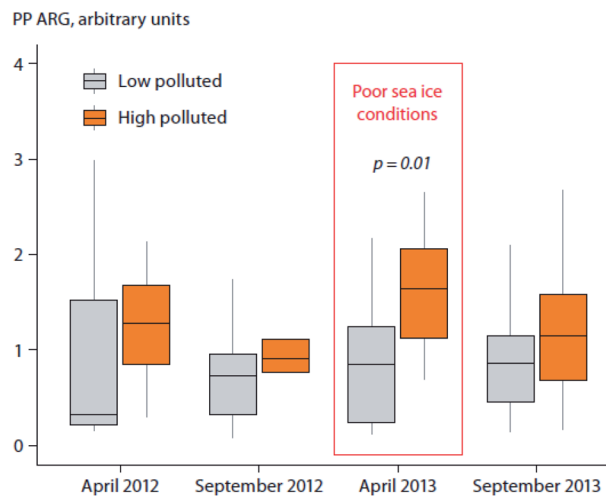 PP ARG, arbitrary units
4
Low polluted
High polluted
Poor sea ice
conditions
p = 0.01
3
2
1
0
April 2012 September 2012 April 2013 September 2013